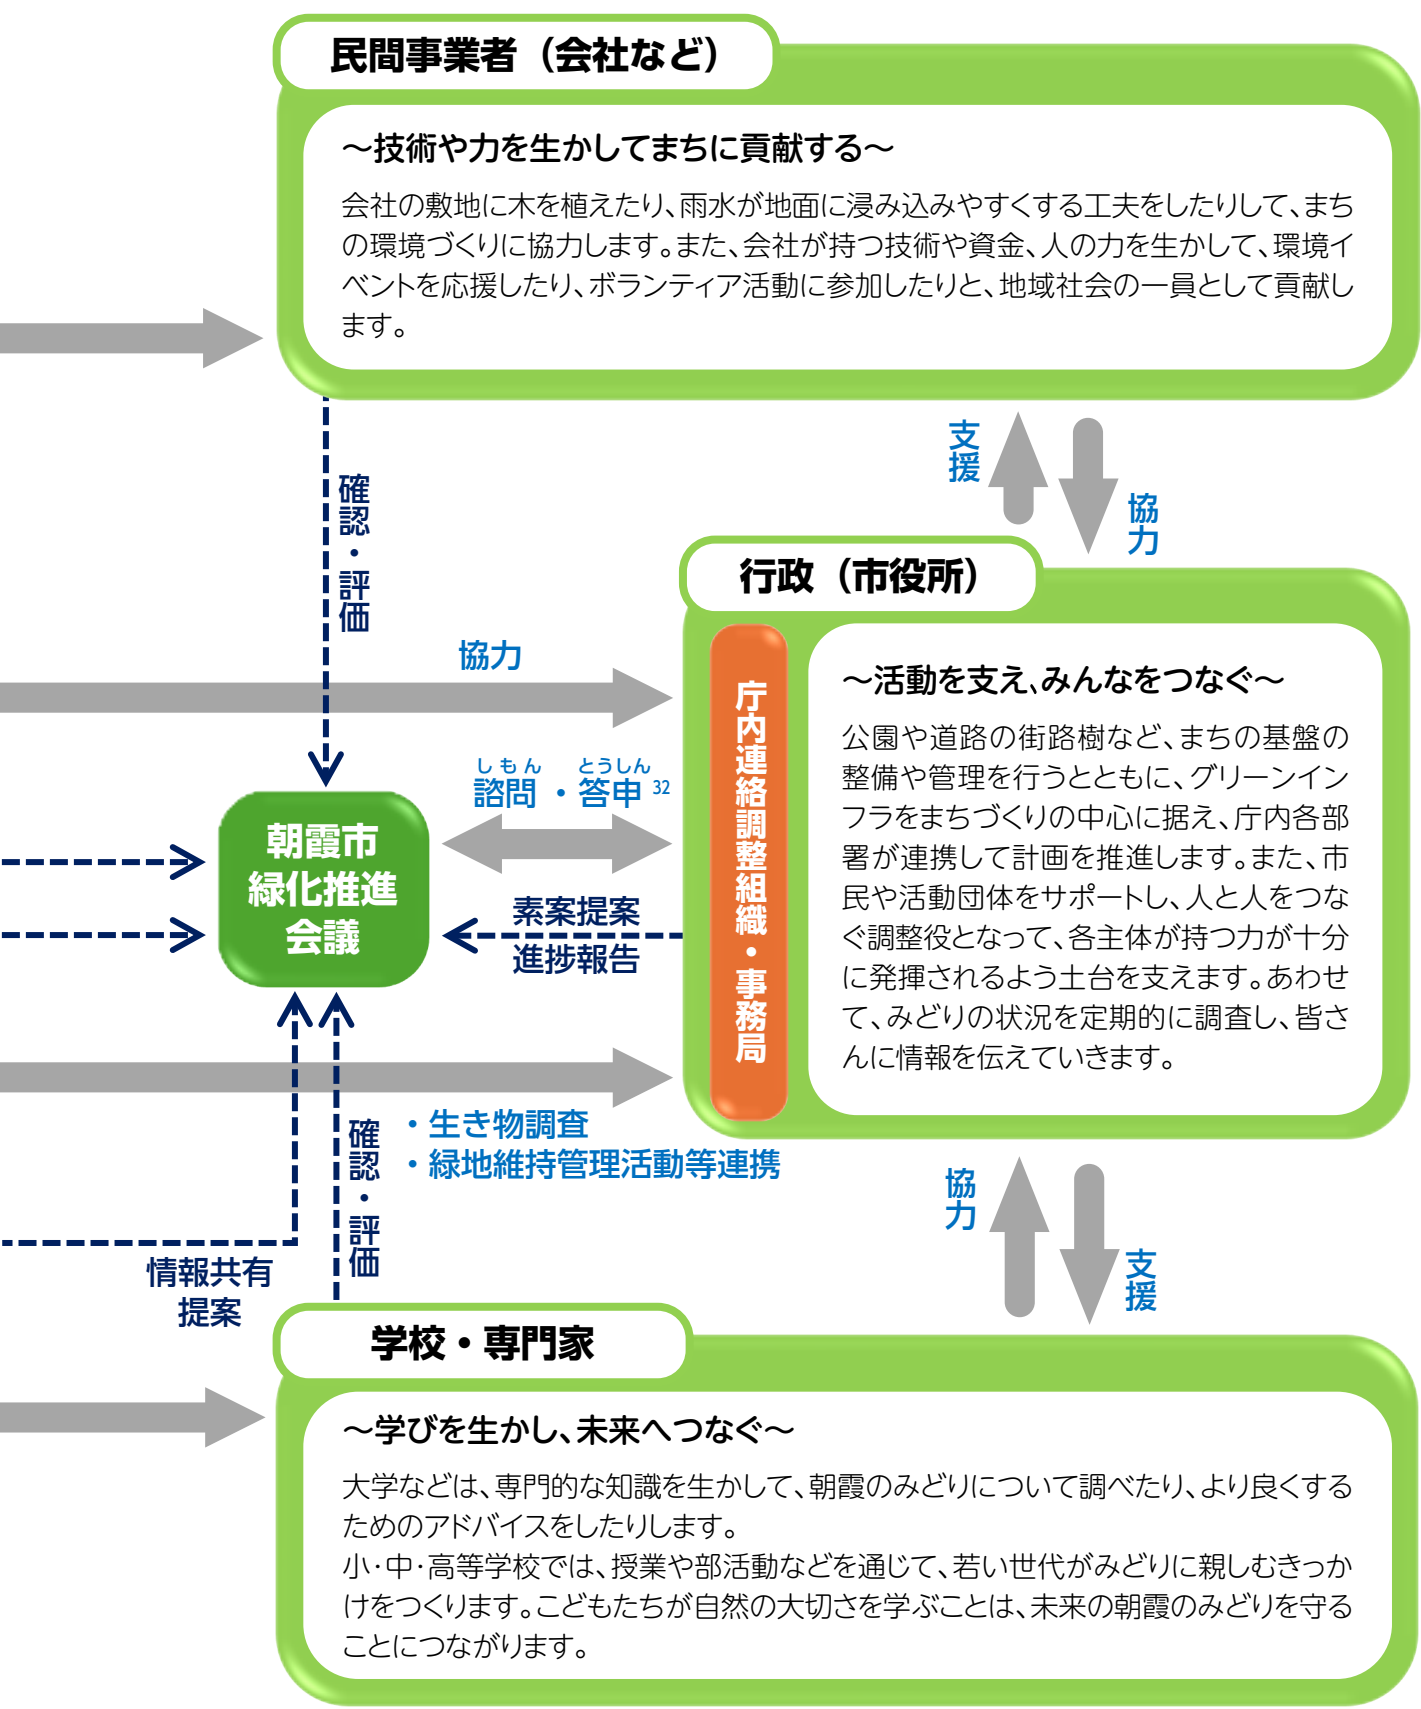 民間事業者（会社など）
～技術や力を生かしてまちに貢献する～
会社の敷地に木を植えたり、雨水が地面に浸み込みやすくする工夫をしたりして、まち
の環境づくりに協力します。また、会社が持つ技術や資金、人の力を生かして、環境イ
ベントを応援したり、ボランティア活動に参加したりと、地域社会の一員として貢献し
ます。
支援
協力
確認・評価
行政（市役所）
庁内連絡調整組織・事務局
～活動を支え、みんなをつなぐ～
公園や道路の街路樹など、まちの基盤の
整備や管理を行うとともに、グリーンイン
フラをまちづくりの中心に据え、庁内各部
署が連携して計画を推進します。また、市
民や活動団体をサポートし、人と人をつな
ぐ調整役となって、各主体が持つ力が十分
に発揮されるよう土台を支えます。あわせ
て、みどりの状況を定期的に調査し、皆さ
んに情報を伝えていきます。
協力
しもん とうしん
諮問・答申 32
朝霞市
緑化推進
会議
素案提案
進捗報告
・生き物調査
・緑地維持管理活動等連携
確認・評価
情報共有
提案
協力
支援
学校・専門家
～学びを生かし、未来へつなぐ～
大学などは、専門的な知識を生かして、朝霞のみどりについて調べたり、より良くする
ためのアドバイスをしたりします。
小・中・高等学校では、授業や部活動などを通じて、若い世代がみどりに親しむきっか
けをつくります。こどもたちが自然の大切さを学ぶことは、未来の朝霞のみどりを守る
ことにつながります。